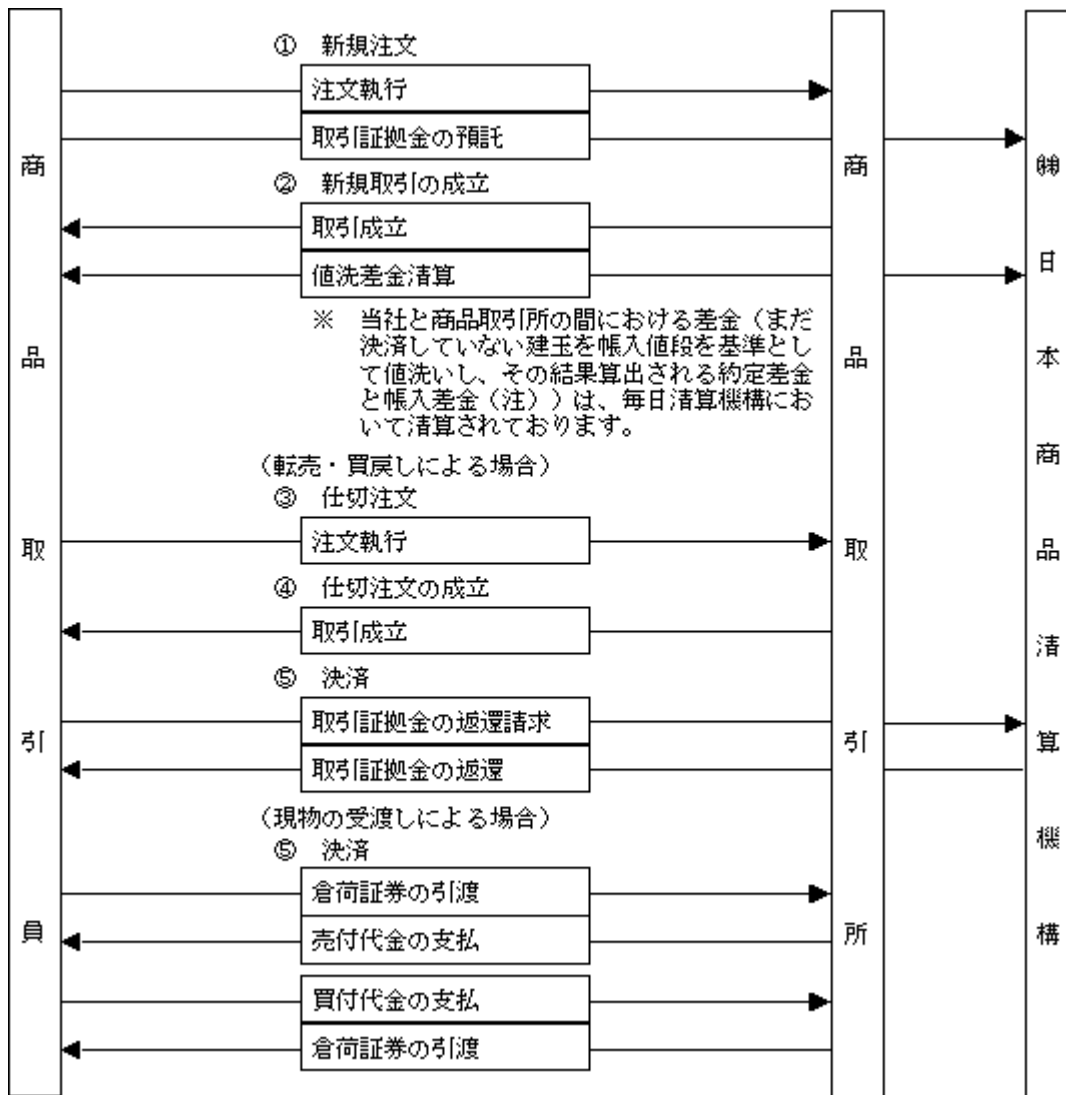 ① 新規注文
注文執行
取引証拠金の預託
② 新規取引の成立
取引成立
値洗差金清算
※ 当社と商品取引所の間における差金（まだ
決済していない建玉を帳入値段を基準とし
て値洗いし、その結果算出される約定差金
と帳入差金（注））は、毎日清算機構にお
いて清算されております。
（転売・買戻しによる場合）
③ 仕切注文
注文執行
④ 仕切注文の成立
取引成立
⑤ 決済
取引証拠金の返還請求
取引証拠金の返還
（現物の受渡しによる場合）
⑤ 決済
倉荷証券の引渡
売付代金の支払
買付代金の支払
倉荷証券の引渡
商品取引員
商品取引所
㈱日本商品清算機構